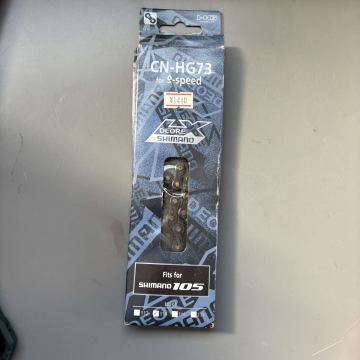 CN-HG73
for 9-speed
¥1440
LX
DEORE
SHIMANO
Fits for
SHIMANO 105